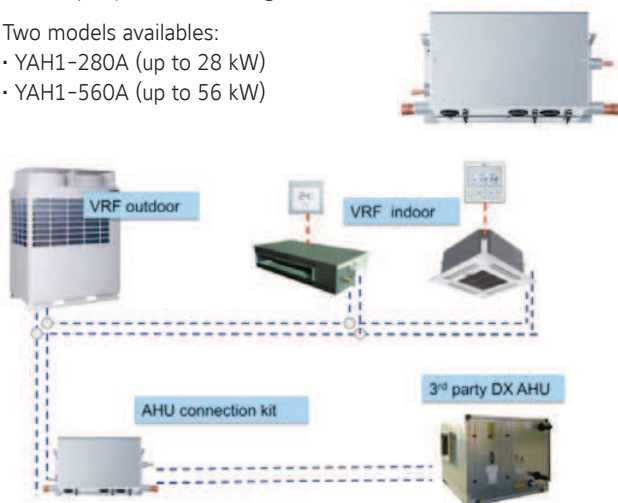 Two models availables:
• YAH1-280A (up to 28 kW)
• YAH1-560A (up to 56 kW)
VRF outdoor
VRF indoor
AHU connection kit
3rd party DX AHU